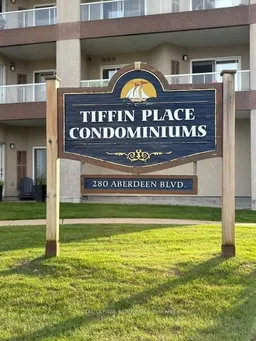 TIFFIN PLACE
CONDOMINIUMS
280 ABERDEEN BLVD.